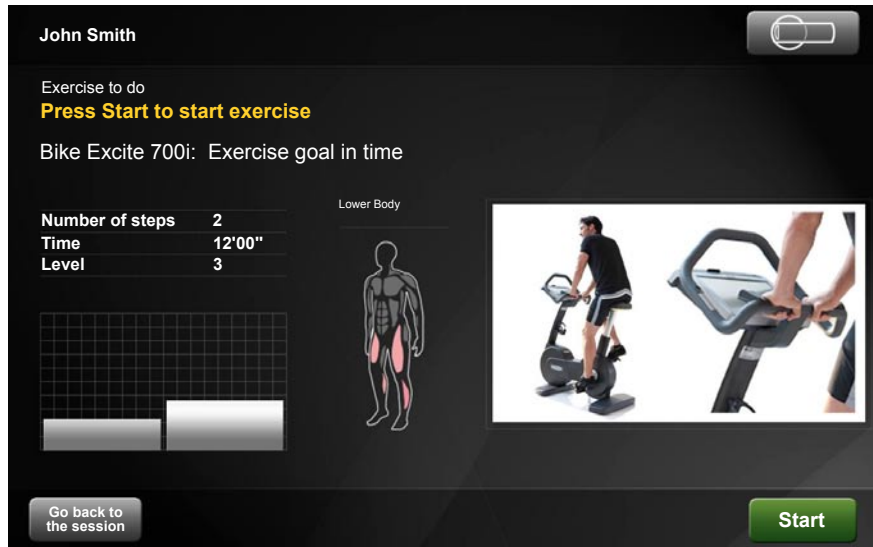 John Smith
Exercise to do
Press Start to start exercise
Bike Excite 700i: Exercise goal in time
Number of steps 2
Time 12'00"
Level 3
Lower Body
Go back to
the session
Start